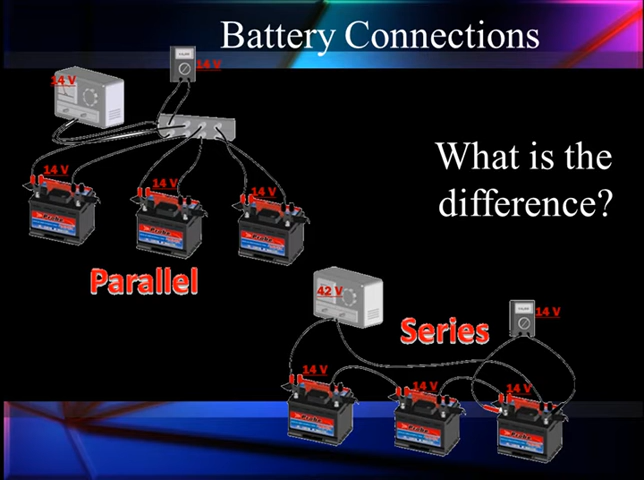 Battery Connections
14 V
14 V
What is the
difference?
14 V
14 V
14 V
Parallel
42 V
14 V
Series
14 V
14 V
14 V